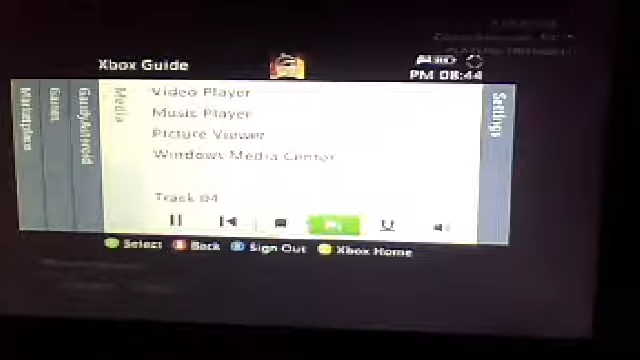 Xbox Guide
PM 08:44
Marketplace
Games
Media
Settings
Video Player
Music Player
Picture Viewer
Windows Media Center
Track 04
Select Back Sign Out Xbox Home